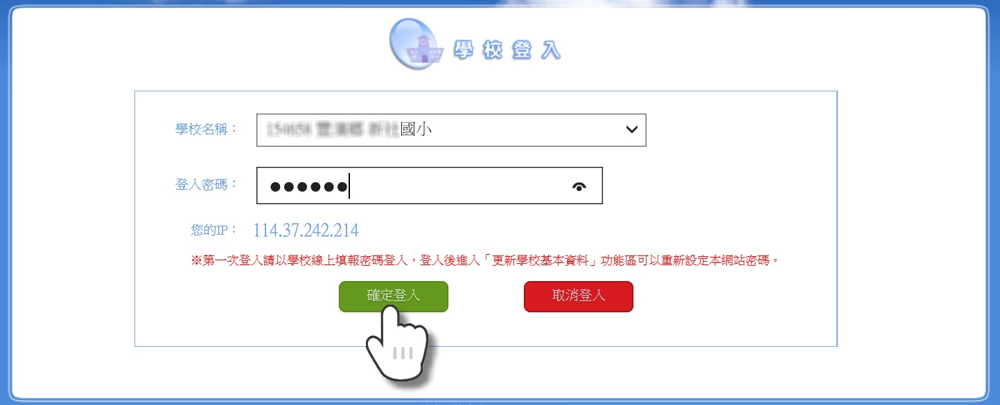 學校登入
學校名稱：
國小
登入密碼：
您的IP： 114.37.242.214
※第一次登入請以學校線上填報密碼登入，登入後進入「更新學校基本資料」功能區可以重新設定本網站密碼。
確定登入 取消登入